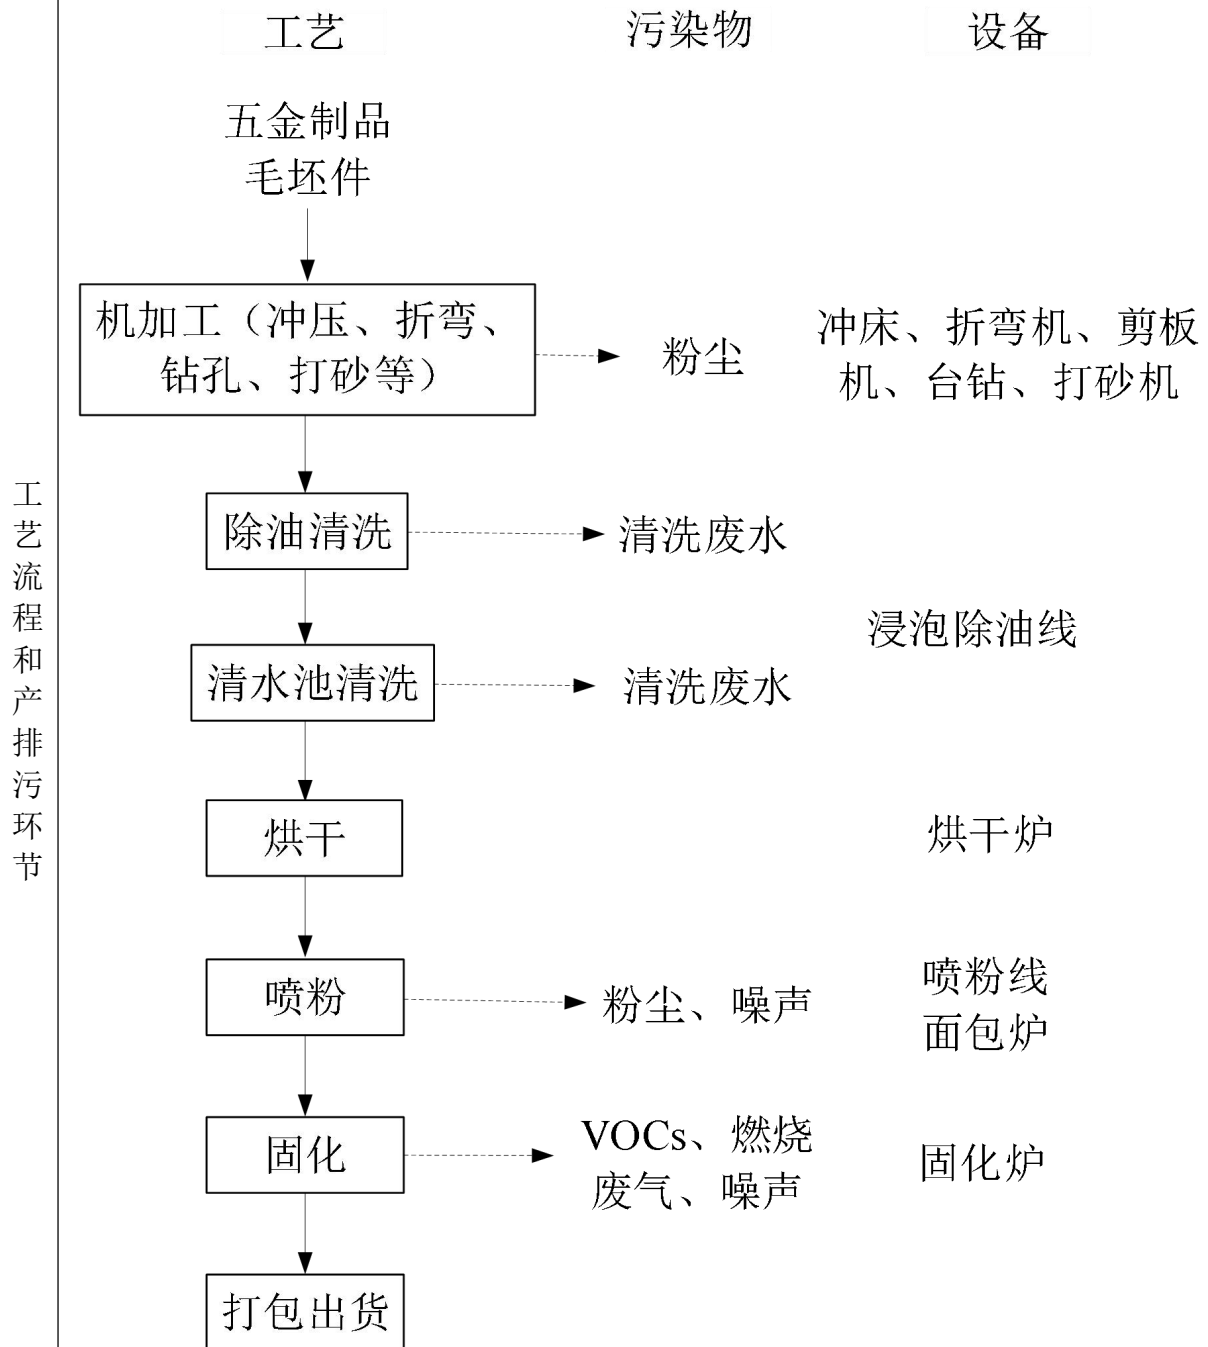 工艺 污染物 设备
五金制品
毛坯件
机加工（冲压、折弯、
钻孔、打砂等）
粉尘
冲床、折弯机、剪板
机、台钻、打砂机
除油清洗
清洗废水
浸泡除油线
清水池清洗
清洗废水
烘干
烘干炉
喷粉
粉尘、噪声
喷粉线
面包炉
固化
VOCs、燃烧
废气、噪声
固化炉
打包出货
工艺流程和产排污环节